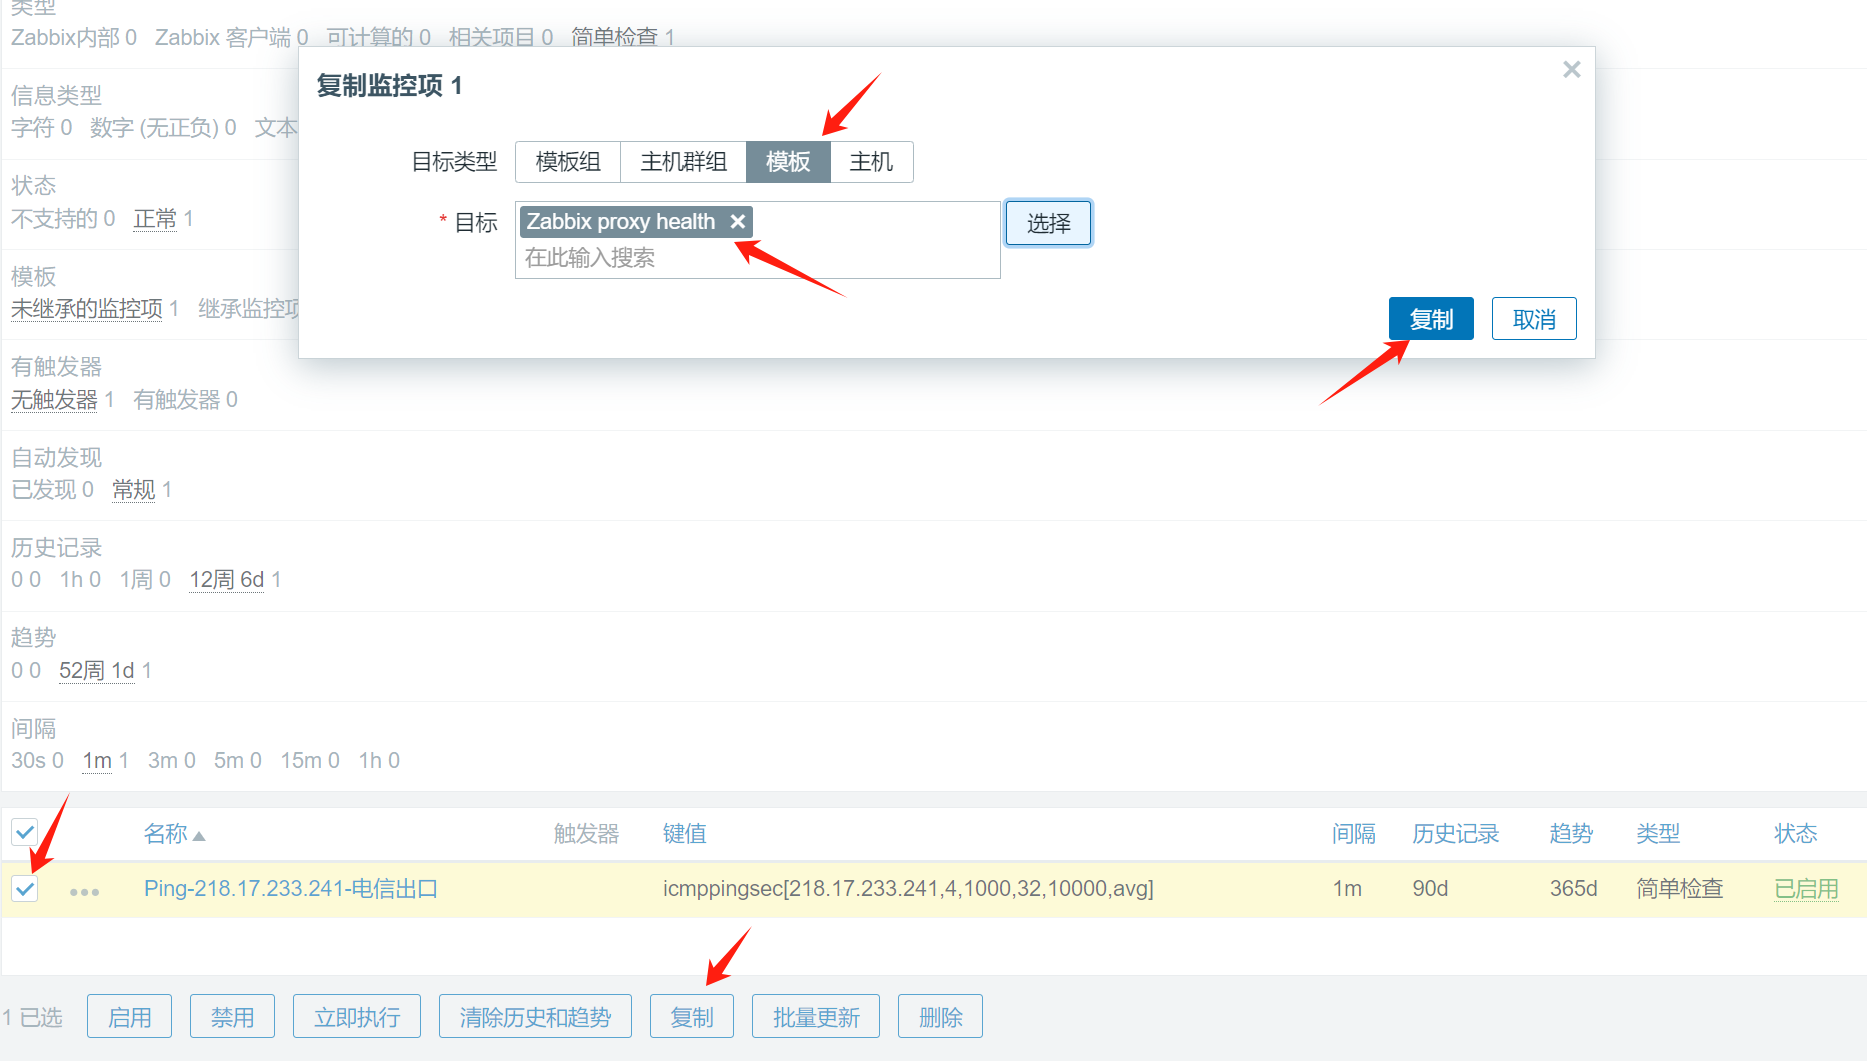 类型
Zabbix内部 0 Zabbix 客户端 0 可计算的 0 相关项目 0 简单检查 1
复制监控项 1
信息类型
字符 0 数字 (无正负) 0 文本
目标类型 模板组 主机群组 模板 主机
状态
不支持的 0 正常 1
* 目标 Zabbix proxy health 选择
在此输入搜索
模板
未继承的监控项 1 继承监控项
复制 取消
有触发器
无触发器 1 有触发器 0
自动发现
已发现 0 常规 1
历史记录
0 0 1h 0 1周 0 12周 6d 1
趋势
0 0 52周 1d 1
间隔
30s 0 1m 1 3m 0 5m 0 15m 0 1h 0
名称 触发器 键值 间隔 历史记录 趋势 类型 状态
Ping-218.17.233.241-电信出口 icmppingsec[218.17.233.241,4,1000,32,10000,avg] 1m 90d 365d 简单检查 已启用
1 已选 启用 禁用 立即执行 清除历史和趋势 复制 批量更新 删除